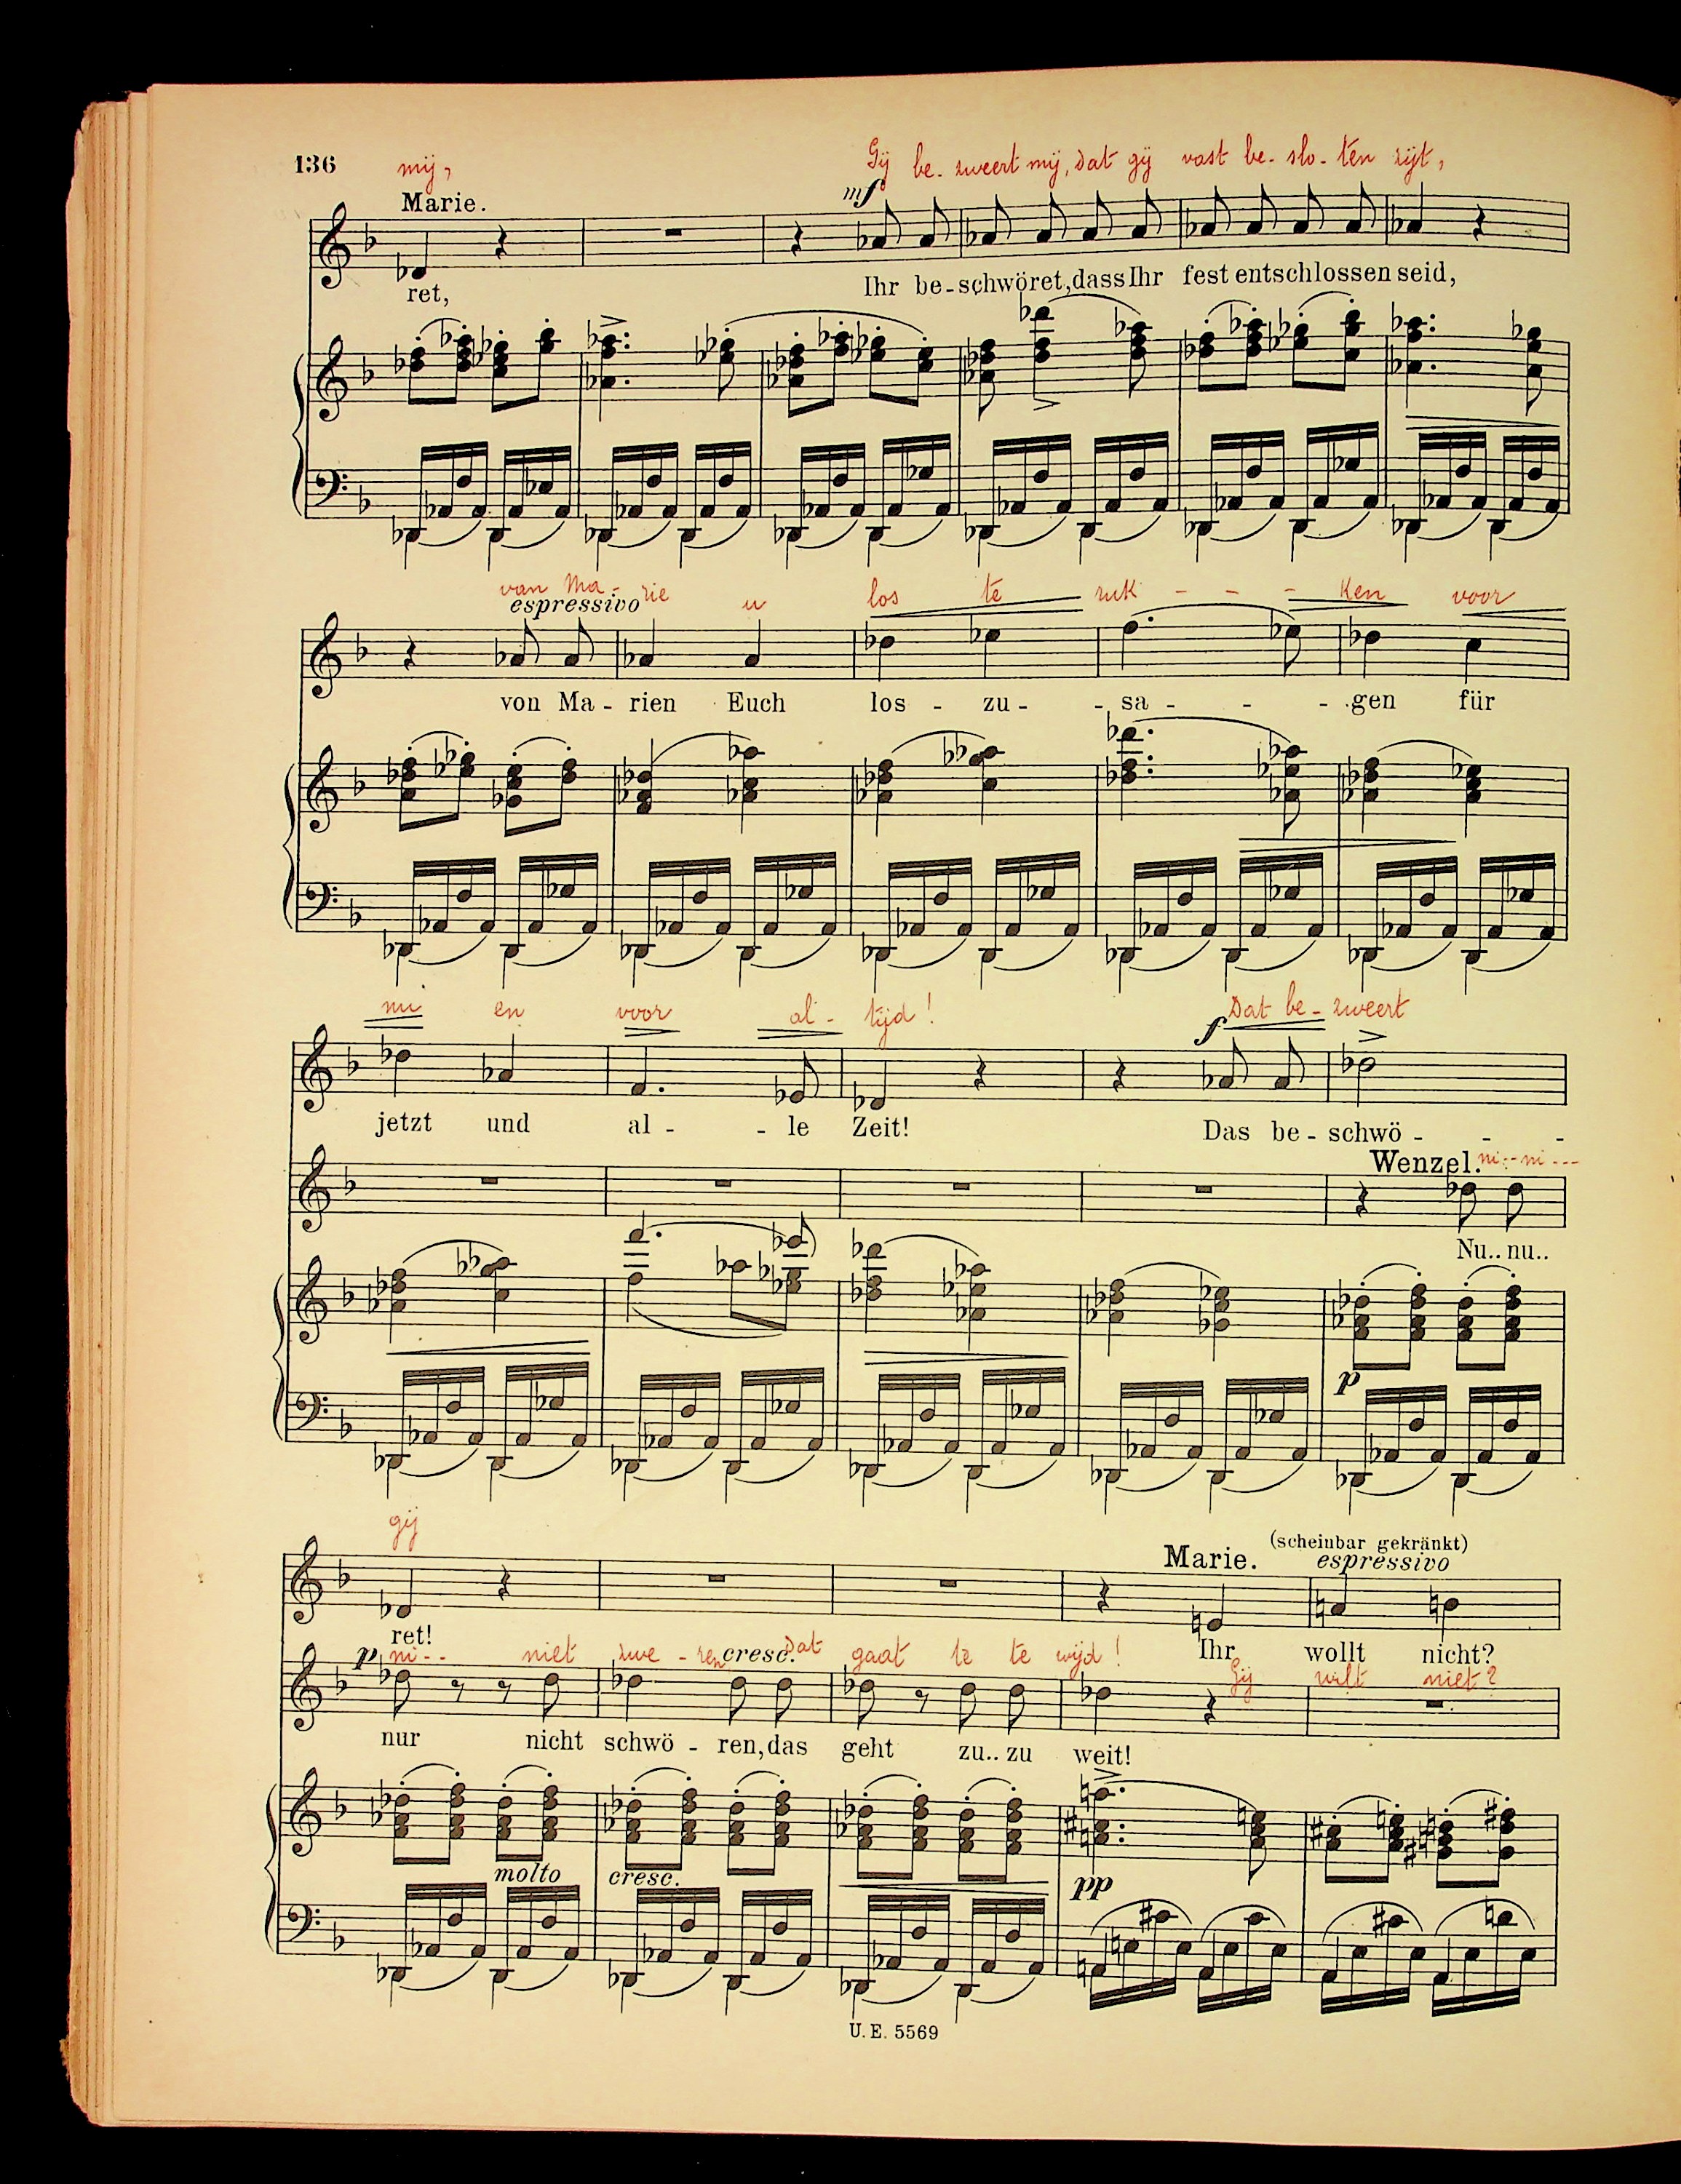 136
mij,
Gij be- zweert mij, dat gij vast be- slo- ten zijt,
Marie.
mf
ret, Ihr be-schwöret, dass Ihr fest entschlossen seid,
van Ma- rie u los te ruk - - - ken voor
espressivo
von Ma - rien Euch los - zu - - sa - - - gen für
nu en voor al- tijd! Dat be- zweert
f
jetzt und al - - le Zeit! Das be - schwö - - -
Wenzel. ni.. ni...
Nu.. nu..
p
gij
(scheinbar gekränkt)
Marie. espressivo
ret! Ihr wollt nicht?
p ni.. niet zwe - ren cresc. Dat gaat te te wijd! Gij wilt niet?
nur nicht schwö - ren, das geht zu.. zu weit!
molto cresc. pp
U. E. 5569